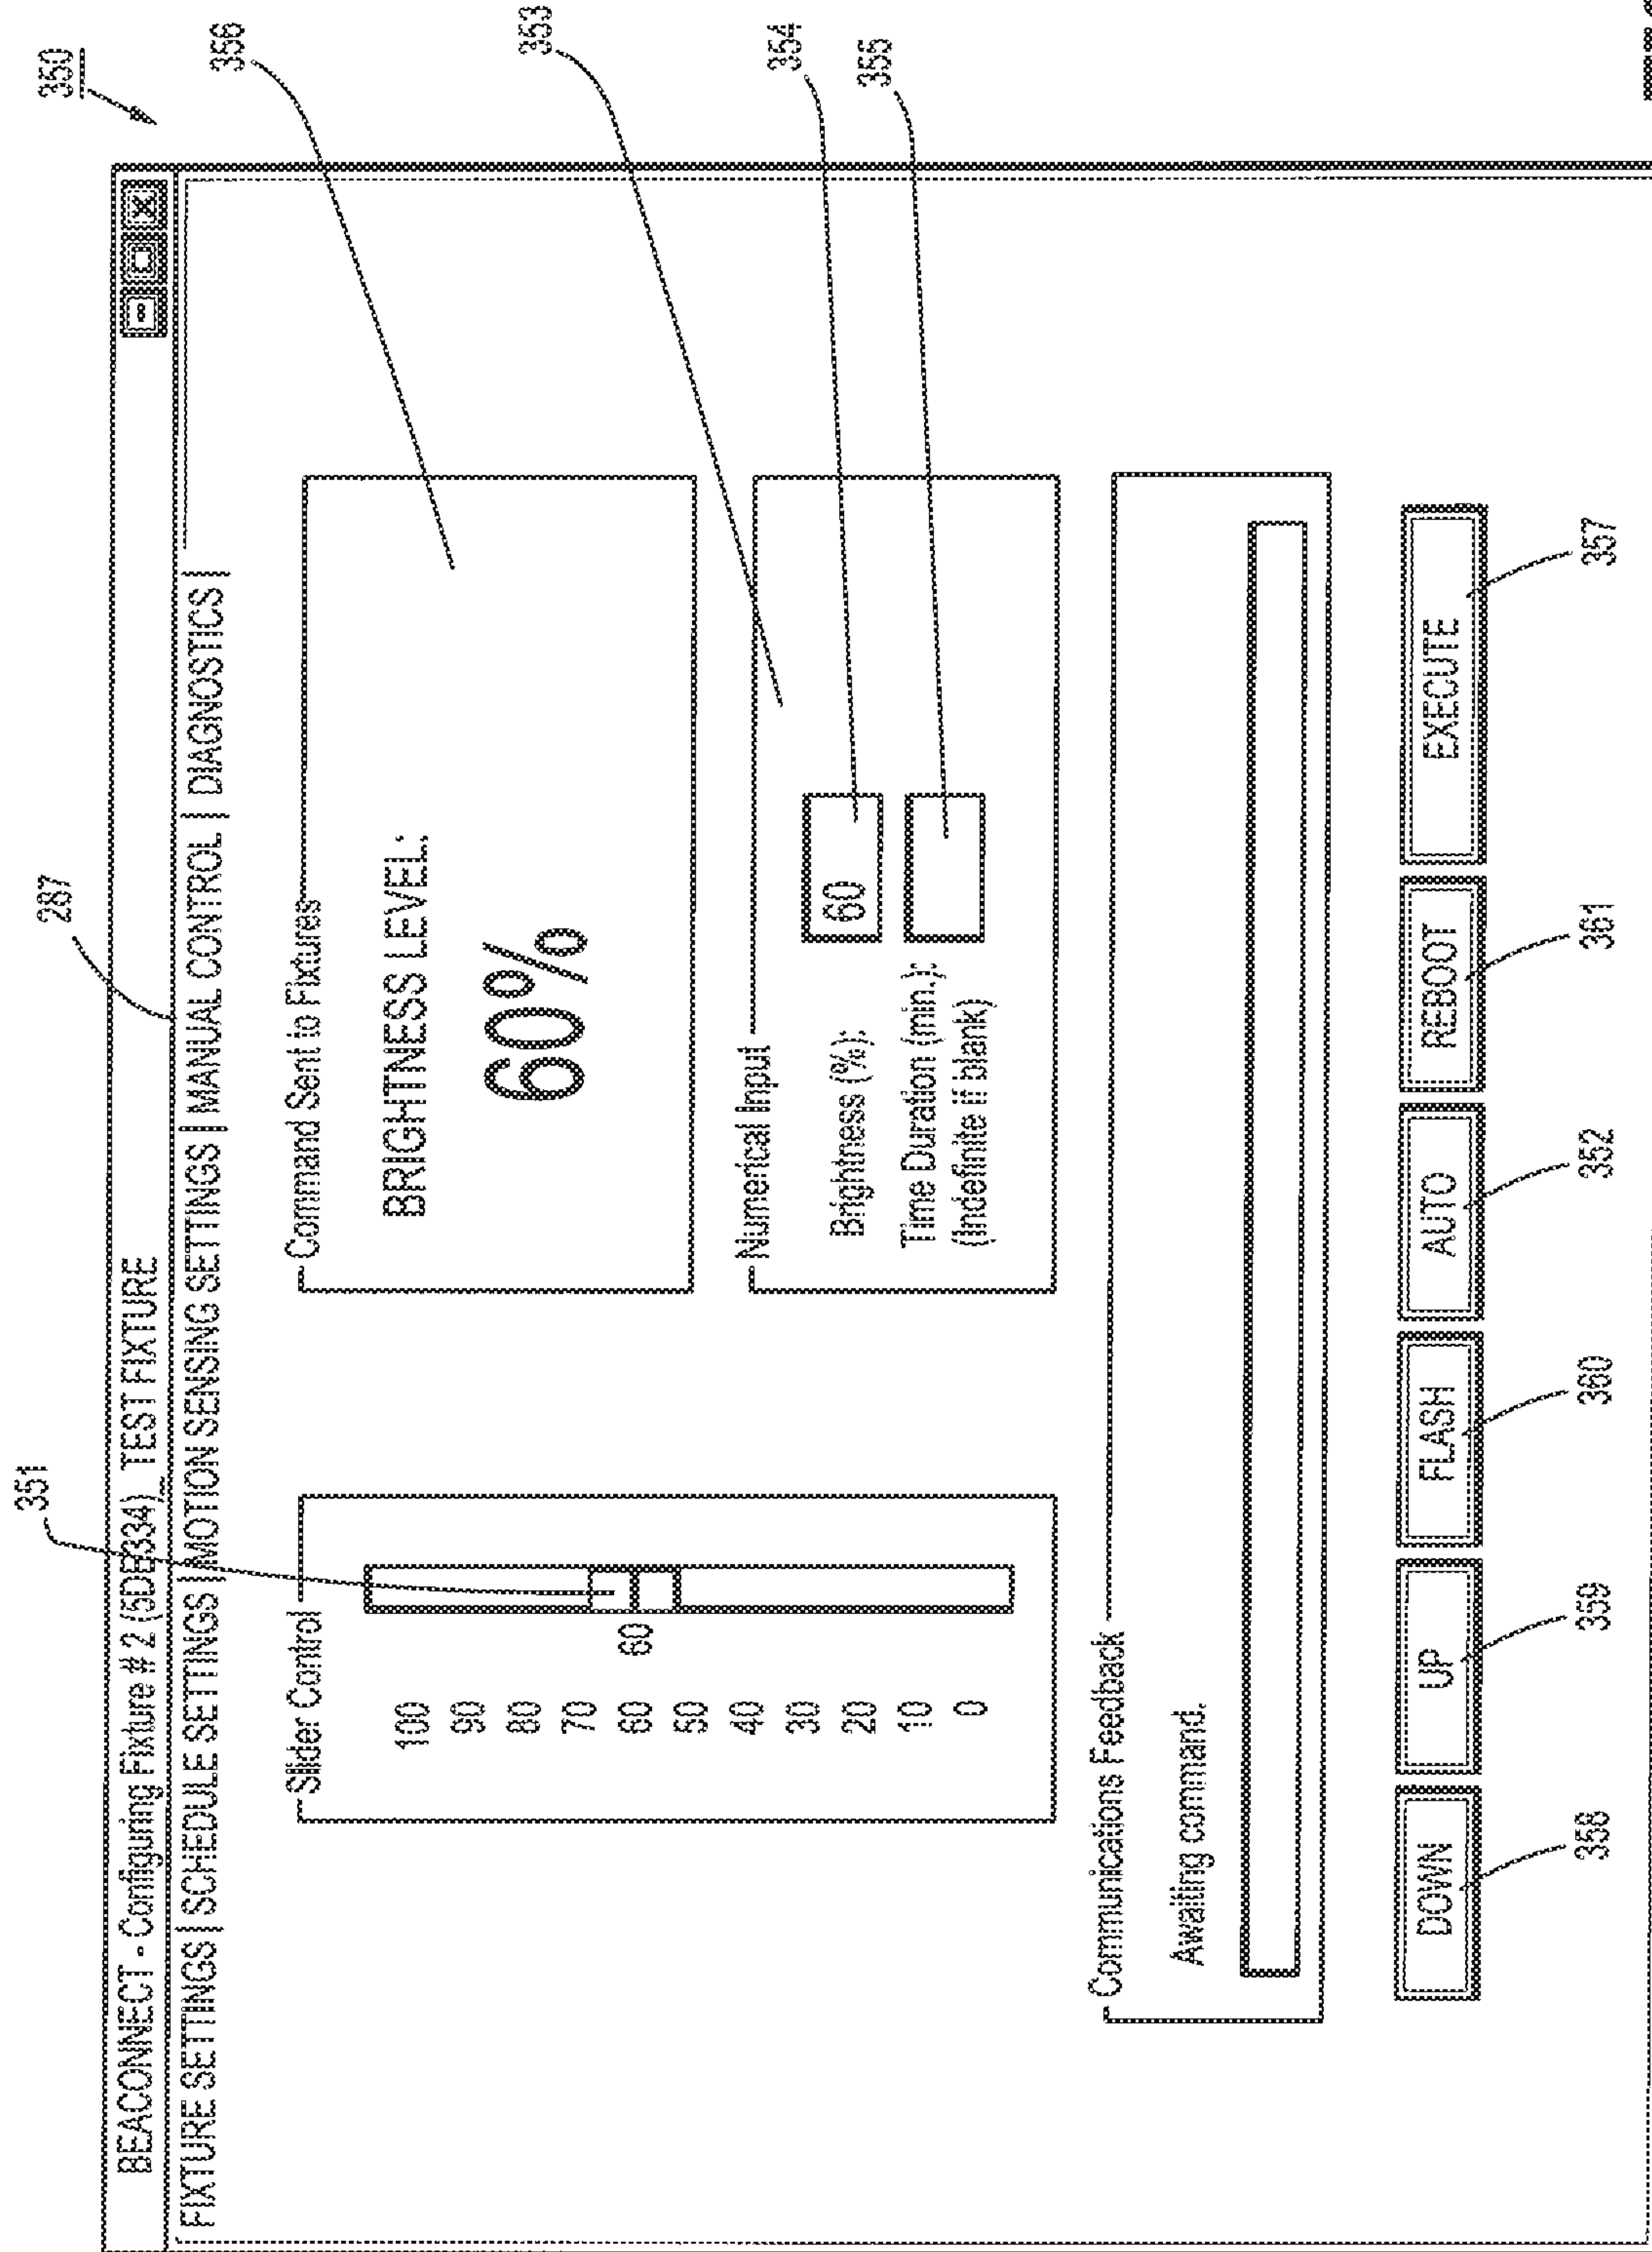 350
287
351
BEACONNECT - Configuring Fixture # 2 (5DE334)_ TEST FIXTURE
FIXTURE SETTINGS | SCHEDULE SETTINGS | MOTION SENSING SETTINGS | MANUAL CONTROL | DIAGNOSTICS |
Slider Control
100
90
80
70
60
50
40
30
20
10
0
60
Command Sent to Fixtures
BRIGHTNESS LEVEL:
60%
356
Numerical Input
353
Brightness (%):
60
354
Time Duration (min.):
(Indefinite if blank)
355
Communications Feedback
Awaiting command.
DOWN
UP
FLASH
AUTO
REBOOT
EXECUTE
358
359
360
352
361
357